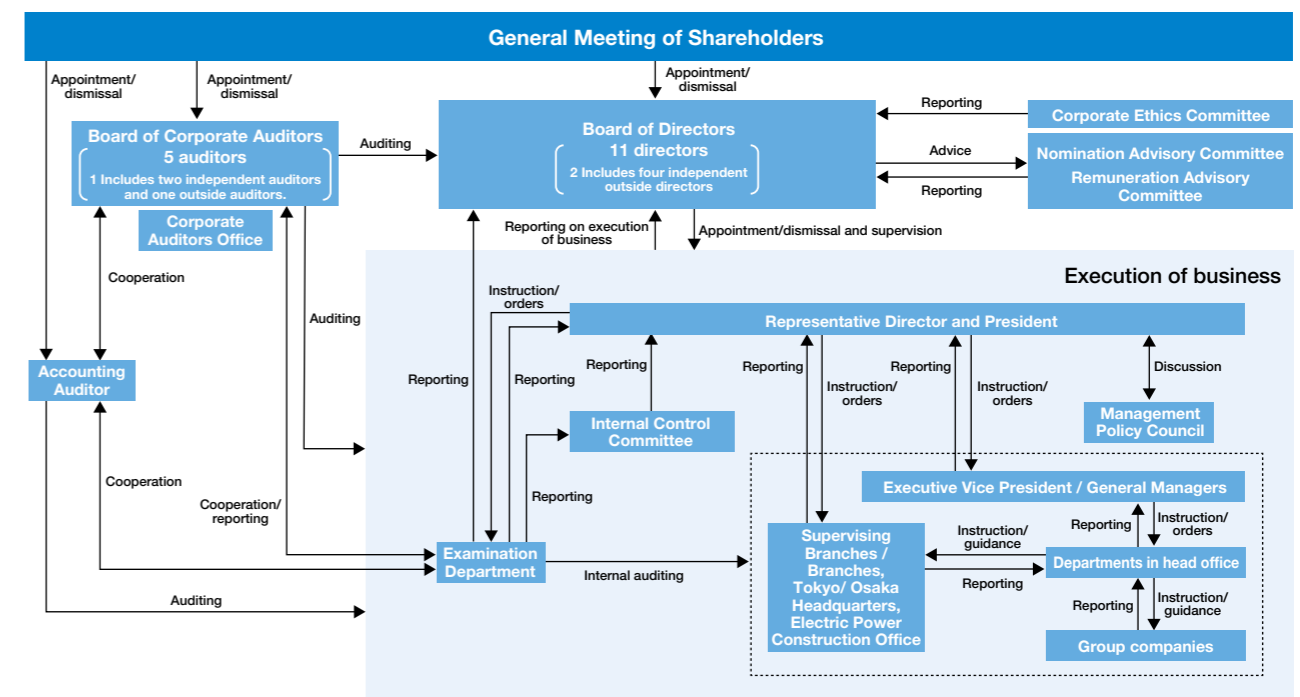 General Meeting of Shareholders
Appointment/
dismissal
Appointment/
dismissal
Appointment/
dismissal
Board of Corporate Auditors
5 auditors
1 Includes two independent auditors
and one outside auditors.
Corporate
Auditors Office
Auditing
Board of Directors
11 directors
2 Includes four independent
outside directors
Reporting
Corporate Ethics Committee
Advice
Reporting
Nomination Advisory Committee
Remuneration Advisory
Committee
Reporting on execution
of business
Appointment/dismissal and supervision
Cooperation
Auditing
Execution of business
Instruction/
orders
Representative Director and President
Accounting
Auditor
Reporting
Reporting
Reporting
Reporting
Instruction/
orders
Reporting
Instruction/
orders
Discussion
Internal Control
Committee
Management
Policy Council
Cooperation
Cooperation/
reporting
Reporting
Executive Vice President / General Managers
Examination
Department
Internal auditing
Supervising
Branches /
Branches,
Tokyo/ Osaka
Headquarters,
Electric Power
Construction Office
Instruction/
guidance
Reporting
Reporting
Instruction/
orders
Departments in head office
Reporting
Instruction/
guidance
Group companies
Auditing